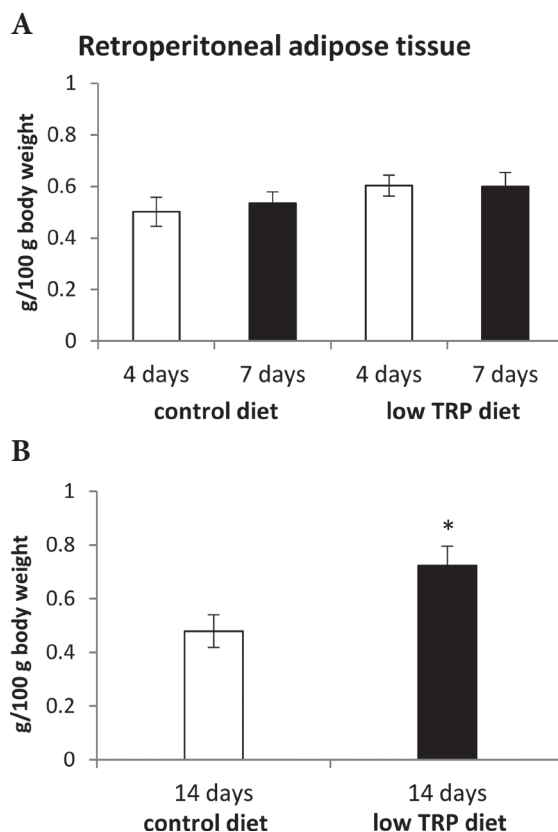 A
Retroperitoneal adipose tissue
g/100 g body weight
1
0.8
0.6
0.4
0.2
0
4 days 7 days 4 days 7 days
control diet low TRP diet
B
g/100 g body weight
1
0.8
0.6
0.4
0.2
0
*
14 days 14 days
control diet low TRP diet